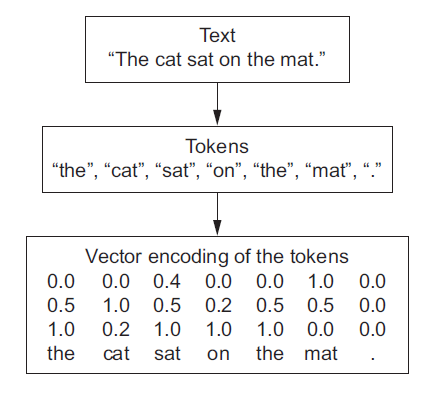 Text
“The cat sat on the mat.”
Tokens
“the”, “cat”, “sat”, “on”, “the”, “mat”, “.”
Vector encoding of the tokens
0.0 0.0 0.4 0.0 0.0 1.0 0.0
0.5 1.0 0.5 0.2 0.5 0.5 0.0
1.0 0.2 1.0 1.0 1.0 0.0 0.0
the cat sat on the mat .